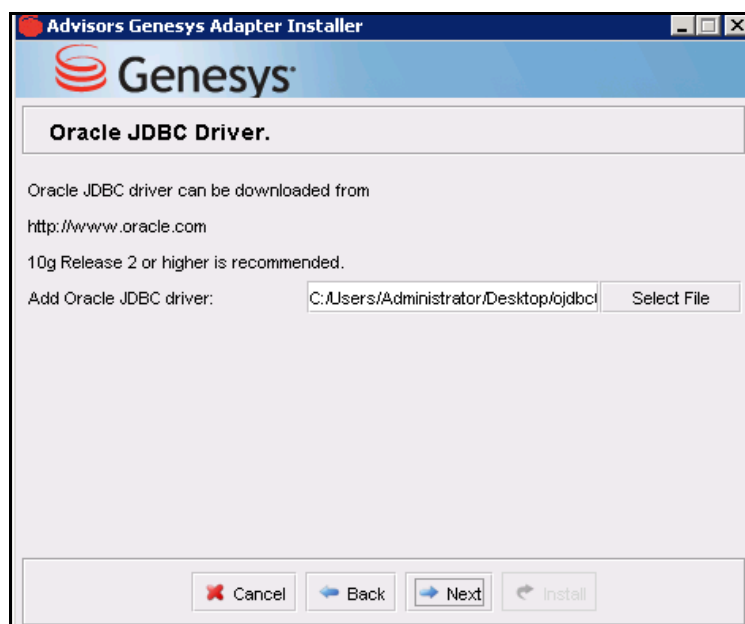 Advisors Genesys Adapter Installer
Genesys
Oracle JDBC Driver.
Oracle JDBC driver can be downloaded from
http://www.oracle.com
10g Release 2 or higher is recommended.
Add Oracle JDBC driver: C:/Users/Administrator/Desktop/ojdbc Select File
Cancel Back Next Install